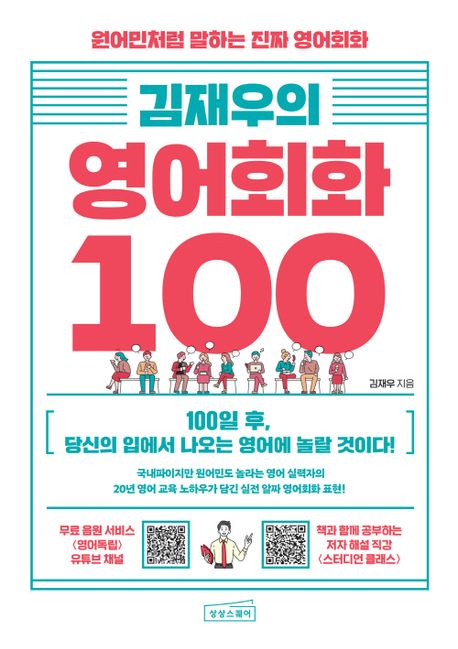 원어민처럼 말하는 진짜 영어회화
김재우의
영어회화
100
김재우 지음
100일 후,
당신의 입에서 나오는 영어에 놀랄 것이다!
국내파이지만 원어민도 놀라는 영어 실력자의
20년 영어 교육 노하우가 담긴 실전 알짜 영어회화 표현!
무료 음원 서비스
〈영어독립〉
유튜브 채널
책과 함께 공부하는
저자 해설 직강
〈스터디언 클래스〉
상상스퀘어